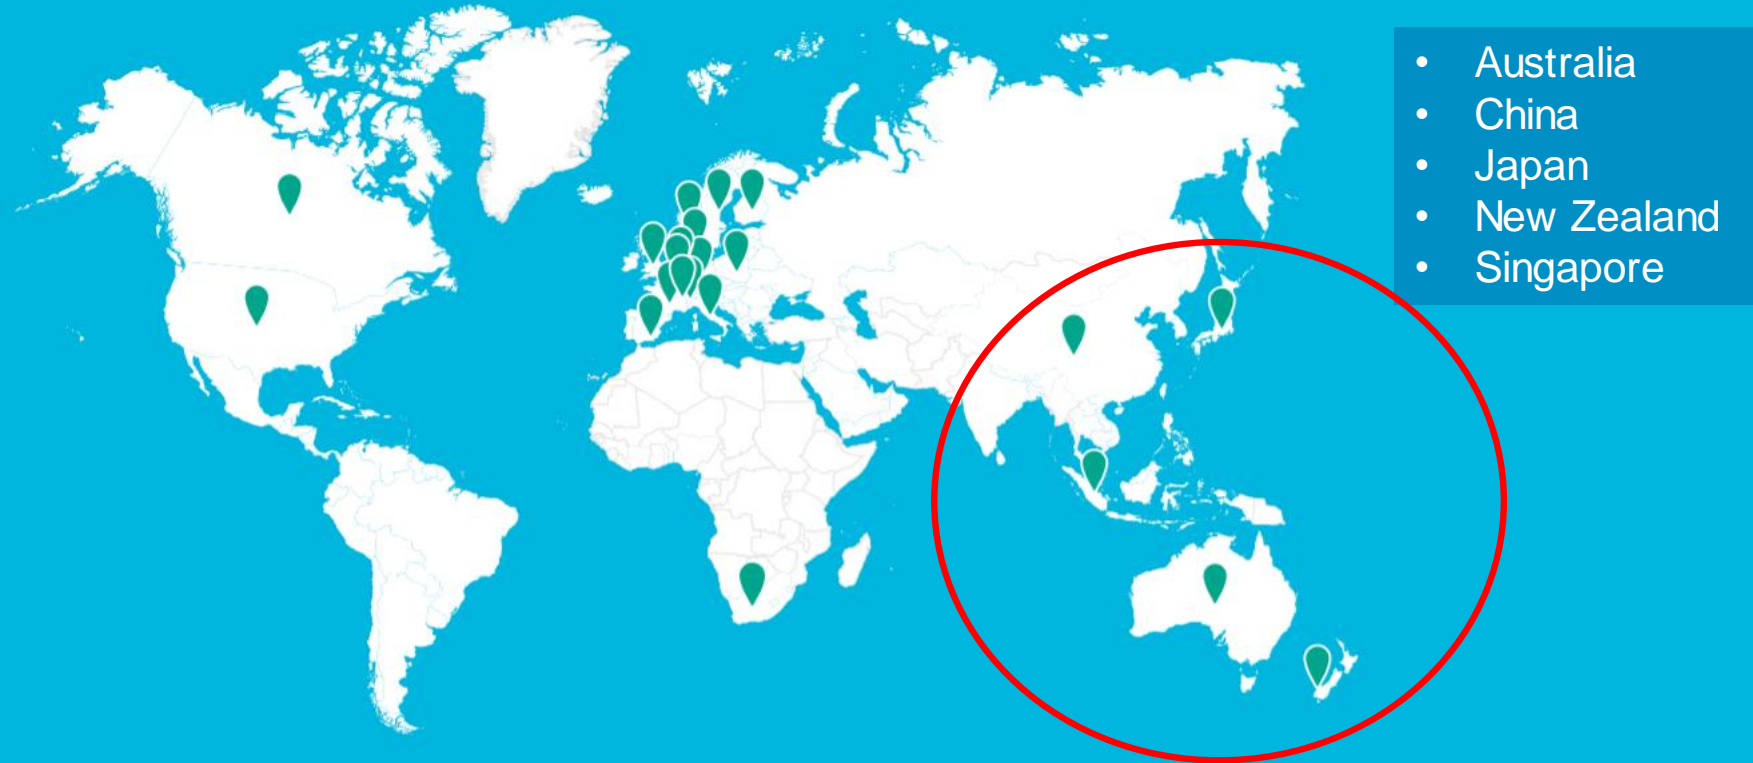 • Australia
• China
• Japan
• New Zealand
• Singapore